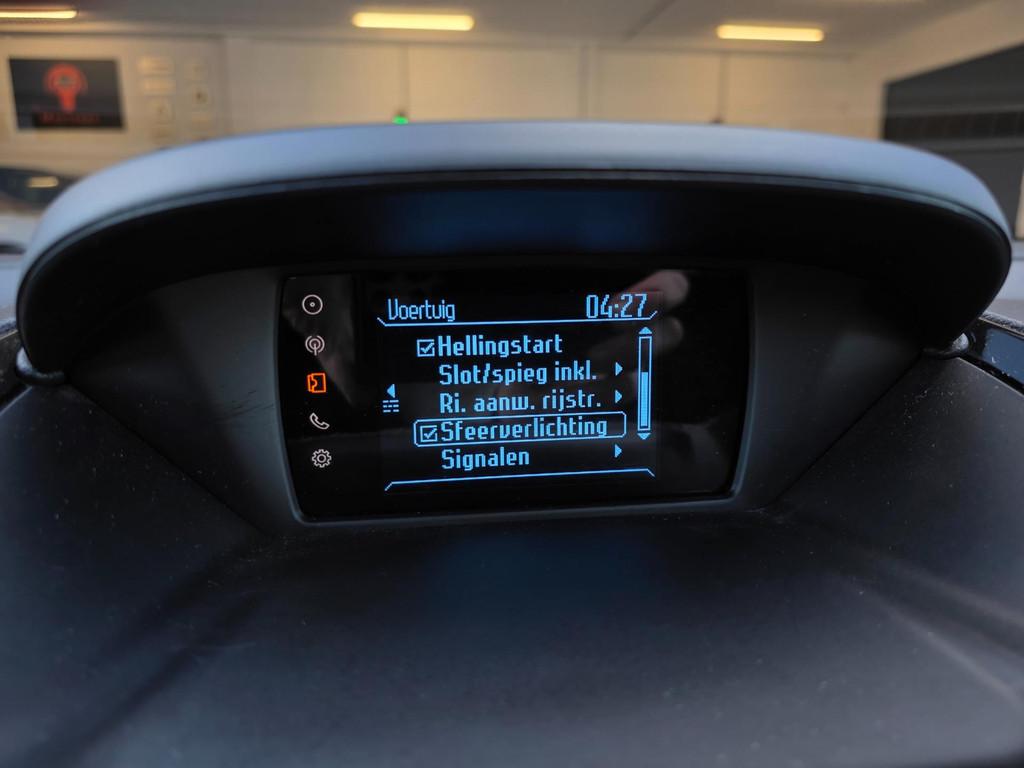 Voertuig 04:27
Hellingstart
Slot/spieg inkl.
Ri. aanw. rijstr.
Sfeerverlichting
Signalen